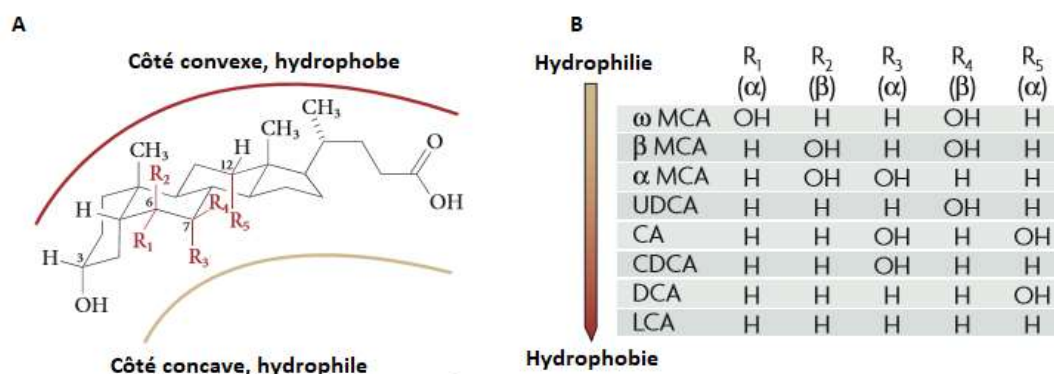 A
Côté convexe, hydrophobe
CH₃
CH₃
CH₃
H
12
O
OH
R₂
6
R₄
R₅
H
7
R₁
R₃
H
3
OH
Côté concave, hydrophile
B
Hydrophilie
R₁ R₂ R₃ R₄ R₅
(α) (β) (α) (β) (α)
ω MCA OH H H OH H
β MCA H OH H OH H
α MCA H OH OH H H
UDCA H H H OH H
CA H H OH H OH
CDCA H H OH H H
DCA H H H H OH
LCA H H H H H
Hydrophobie